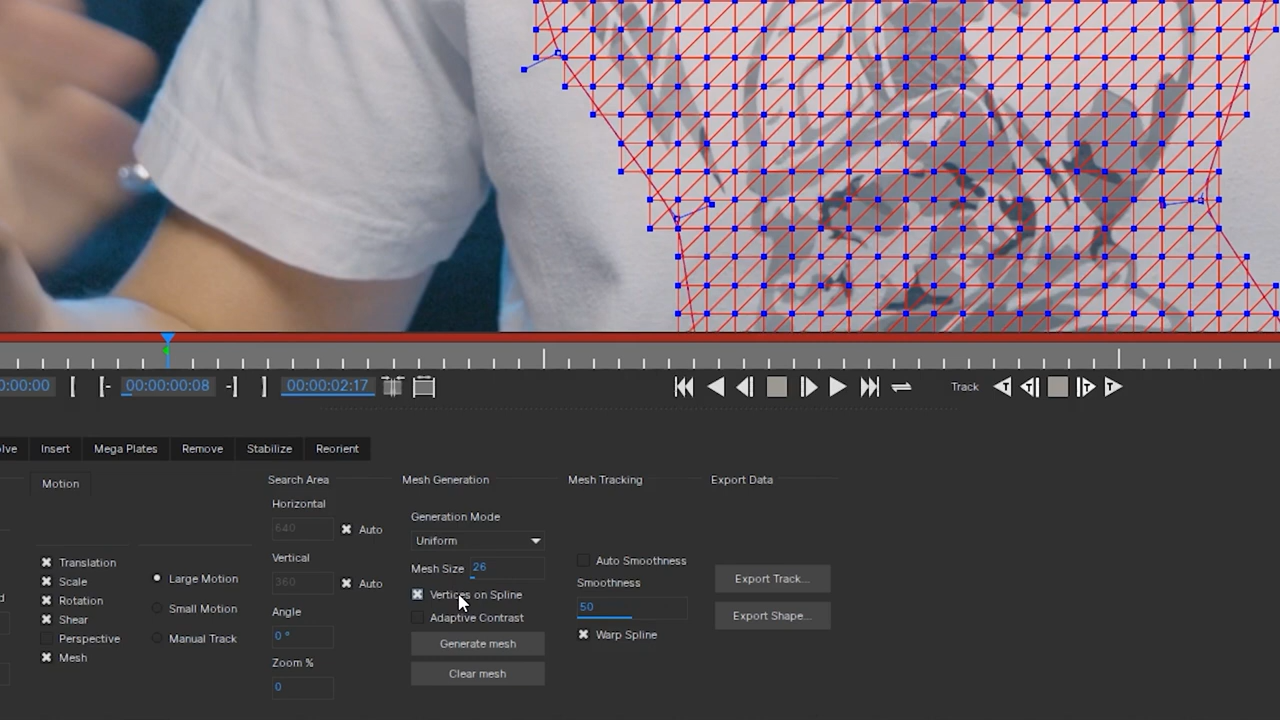 0:00:00 [ [- 00:00:00:08 -] ] 00:00:02:17 Track T T T T
lve Insert Mega Plates Remove Stabilize Reorient
Motion
Translation
Scale
Rotation
Shear
Perspective
Mesh
Large Motion
Small Motion
Manual Track
Search Area
Horizontal
640 Auto
Vertical
360 Auto
Angle
0 °
Zoom %
0
Mesh Generation
Generation Mode
Uniform
Mesh Size 26
Vertices on Spline
Adaptive Contrast
Generate mesh
Clear mesh
Mesh Tracking
Auto Smoothness
Smoothness
50
Warp Spline
Export Data
Export Track...
Export Shape...